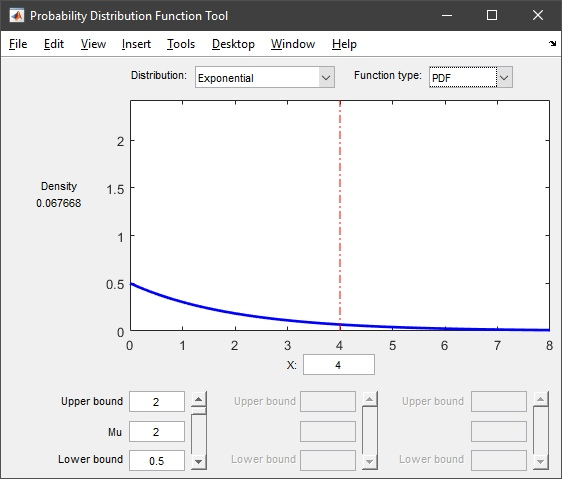 Probability Distribution Function Tool
File Edit View Insert Tools Desktop Window Help
Distribution: Exponential Function type: PDF
2
1.5
1
0.5
0
Density
0.067668
0 1 2 3 4 5 6 7 8
X: 4
Upper bound 2 Upper bound Upper bound
Mu 2
Lower bound 0.5 Lower bound Lower bound